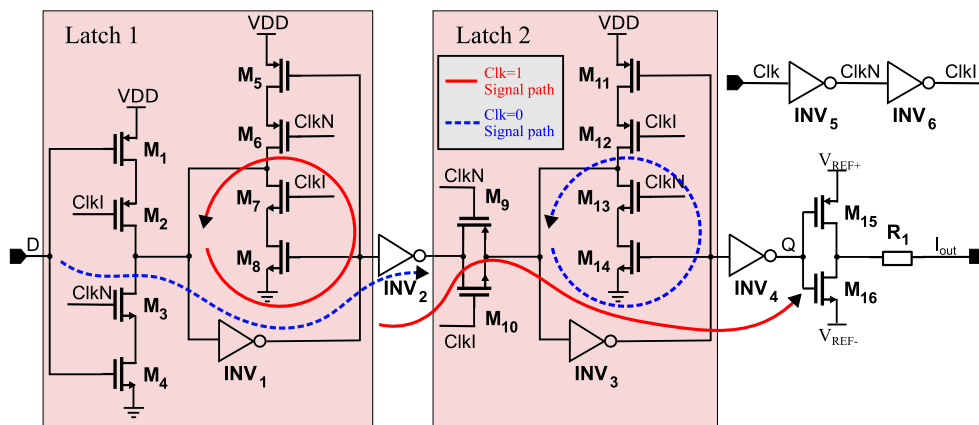 Latch 1
VDD
M5
M6
ClkN
VDD
M1
M2
ClkI
M7
ClkI
M8
D
ClkN
M3
M4
INV1
INV2
Latch 2
Clk=1
Signal path
Clk=0
Signal path
VDD
M11
M12
ClkI
ClkN
M9
M13
ClkN
M14
M10
ClkI
INV3
INV4
Clk
ClkN
ClkI
INV5
INV6
VREF+
M15
Q
R1
Iout
M16
VREF-